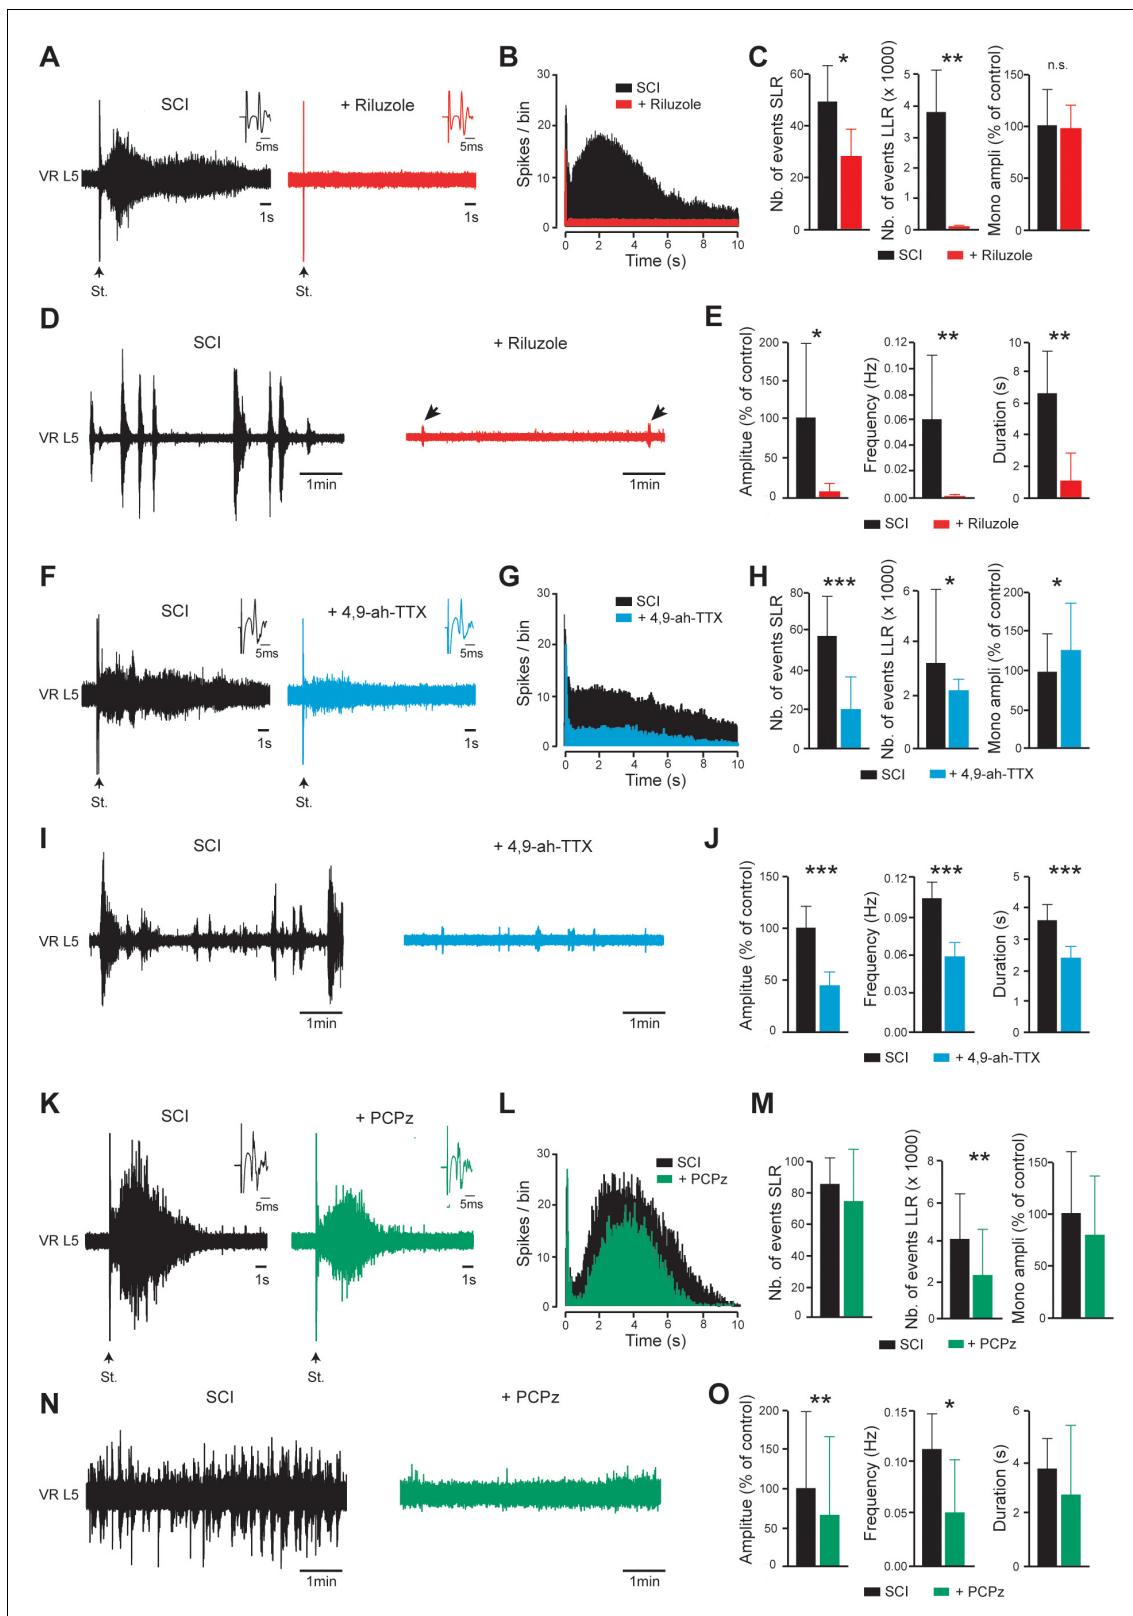 A
SCI
+ Riluzole
5ms
5ms
VR L5
1s
1s
St.
St.
B
30
20
10
0
Spikes / bin
SCI
+ Riluzole
0 2 4 6 8 10
Time (s)
C
Nb. of events SLR
60
40
20
0
*
Nb. of events LLR (x 1000)
5
4
3
2
1
0
**
Mono ampli (% of control)
150
100
50
0
n.s.
SCI
+ Riluzole
D
SCI
+ Riluzole
VR L5
1min
1min
E
Amplitue (% of control)
200
150
100
50
0
*
Frequency (Hz)
0.12
0.10
0.08
0.06
0.04
0.02
0.00
**
Duration (s)
10
8
6
4
2
0
**
SCI
+ Riluzole
F
SCI
+ 4,9-ah-TTX
5ms
5ms
VR L5
1s
1s
St.
St.
G
30
20
10
0
Spikes / bin
SCI
+ 4,9-ah-TTX
0 2 4 6 8 10
Time (s)
H
Nb. of events SLR
80
60
40
20
0
***
Nb. of events LLR (x 1000)
6
4
2
0
*
Mono ampli (% of control)
200
150
100
50
0
*
SCI
+ 4,9-ah-TTX
I
SCI
+ 4,9-ah-TTX
VR L5
1min
1min
J
Amplitue (% of control)
150
100
50
0
***
Frequency (Hz)
0.12
0.09
0.06
0.03
0.00
***
Duration (s)
5
4
3
2
1
0
***
SCI
+ 4,9-ah-TTX
K
SCI
+ PCPz
5ms
5ms
VR L5
1s
1s
St.
St.
L
30
20
10
0
Spikes / bin
SCI
+ PCPz
0 2 4 6 8 10
Time (s)
M
Nb. of events SLR
100
80
60
40
20
0
Nb. of events LLR (x 1000)
8
6
4
2
0
**
Mono ampli (% of control)
150
100
50
0
SCI
+ PCPz
N
SCI
+ PCPz
VR L5
1min
1min
O
Amplitue (% of control)
200
150
100
50
0
**
Frequency (Hz)
0.15
0.10
0.05
0.00
*
Duration (s)
6
4
2
0
SCI
+ PCPz